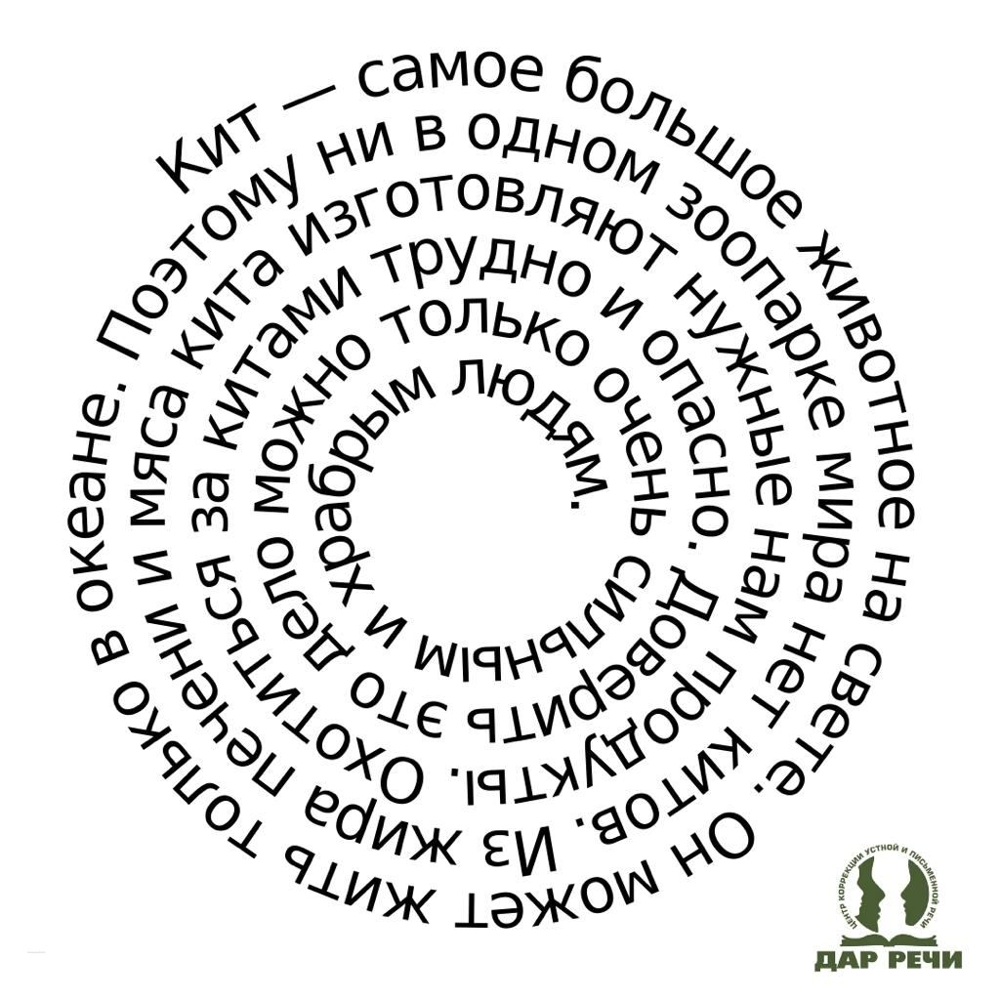 Кит — самое большое животное на свете. Он может жить только в океане. Поэтому ни в одном зоопарке мира нет китов. Из жира печени и мяса кита изготовляют нужные нам продукты. Охотиться за китами трудно и опасно. Доверить это дело можно только очень сильным и храбрым людям.
ЦЕНТР КОРРЕКЦИИ УСТНОЙ И ПИСЬМЕННОЙ РЕЧИ
ДАР РЕЧИ